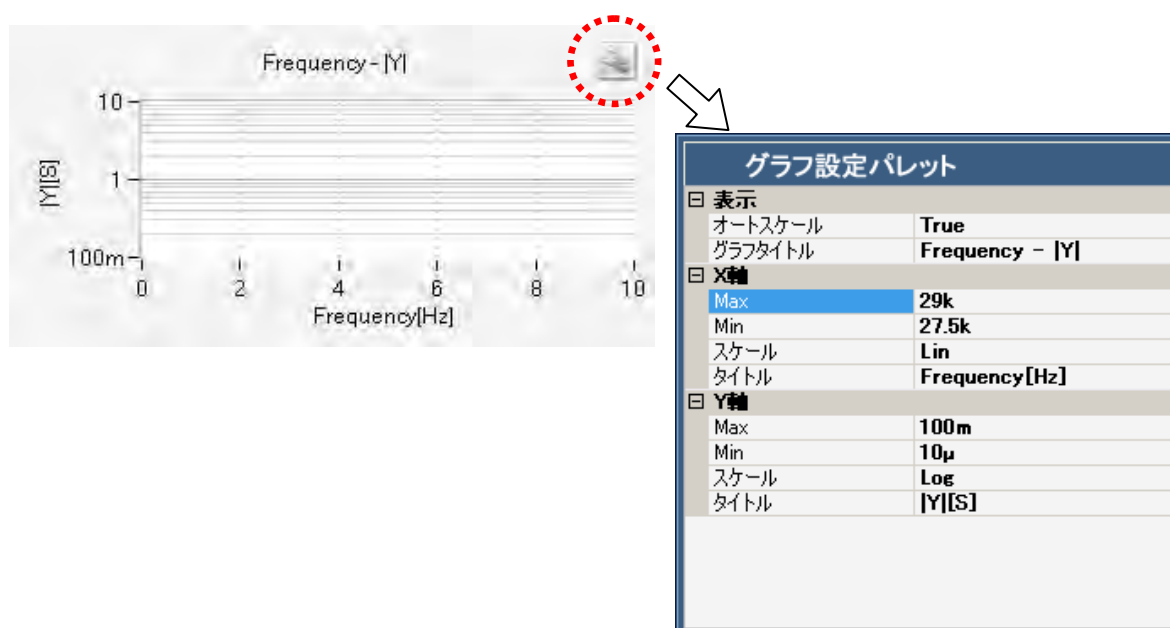 Frequency - |Y|
10
|Y|[S]
1
100m
0 2 4 6 8 10
Frequency[Hz]
グラフ設定パレット
表示
オートスケール True
グラフタイトル Frequency - |Y|
X軸
Max 29k
Min 27.5k
スケール Lin
タイトル Frequency[Hz]
Y軸
Max 100m
Min 10μ
スケール Log
タイトル |Y|[S]